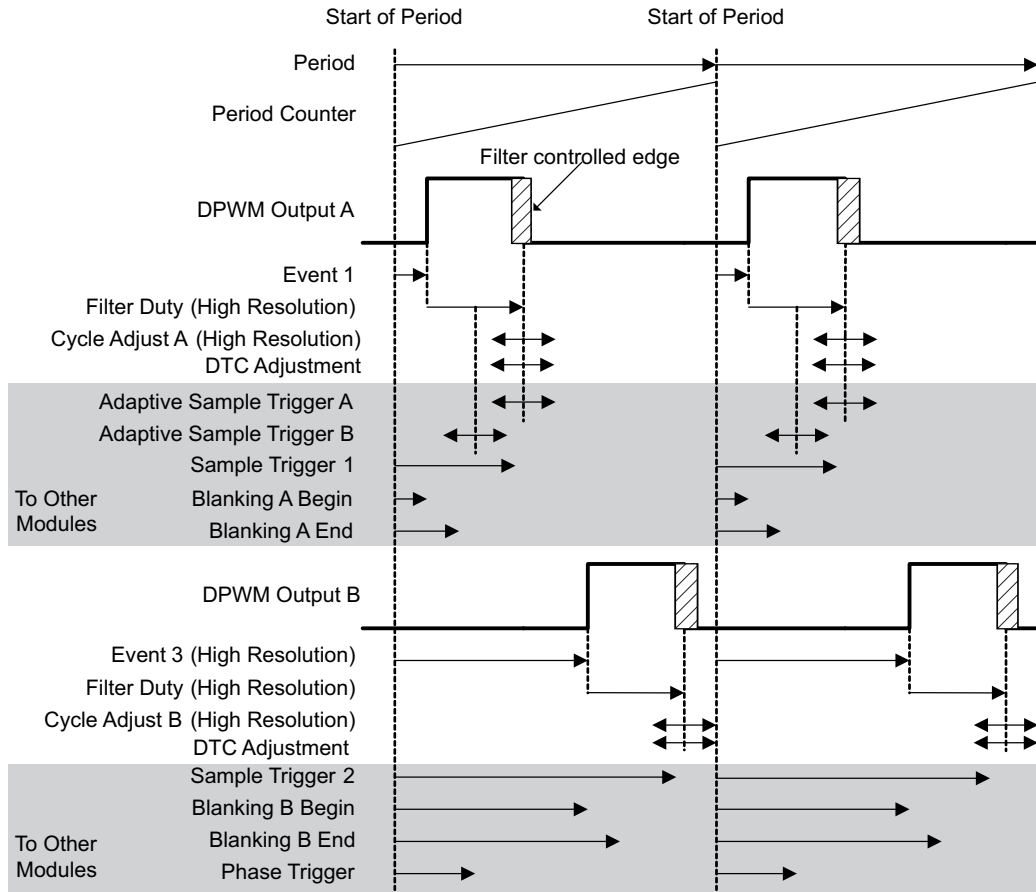 Start of Period
Start of Period
Period
Period Counter
Filter controlled edge
DPWM Output A
Event 1
Filter Duty (High Resolution)
Cycle Adjust A (High Resolution)
DTC Adjustment
Adaptive Sample Trigger A
Adaptive Sample Trigger B
Sample Trigger 1
To Other
Modules
Blanking A Begin
Blanking A End
DPWM Output B
Event 3 (High Resolution)
Filter Duty (High Resolution)
Cycle Adjust B (High Resolution)
DTC Adjustment
Sample Trigger 2
Blanking B Begin
To Other
Modules
Blanking B End
Phase Trigger